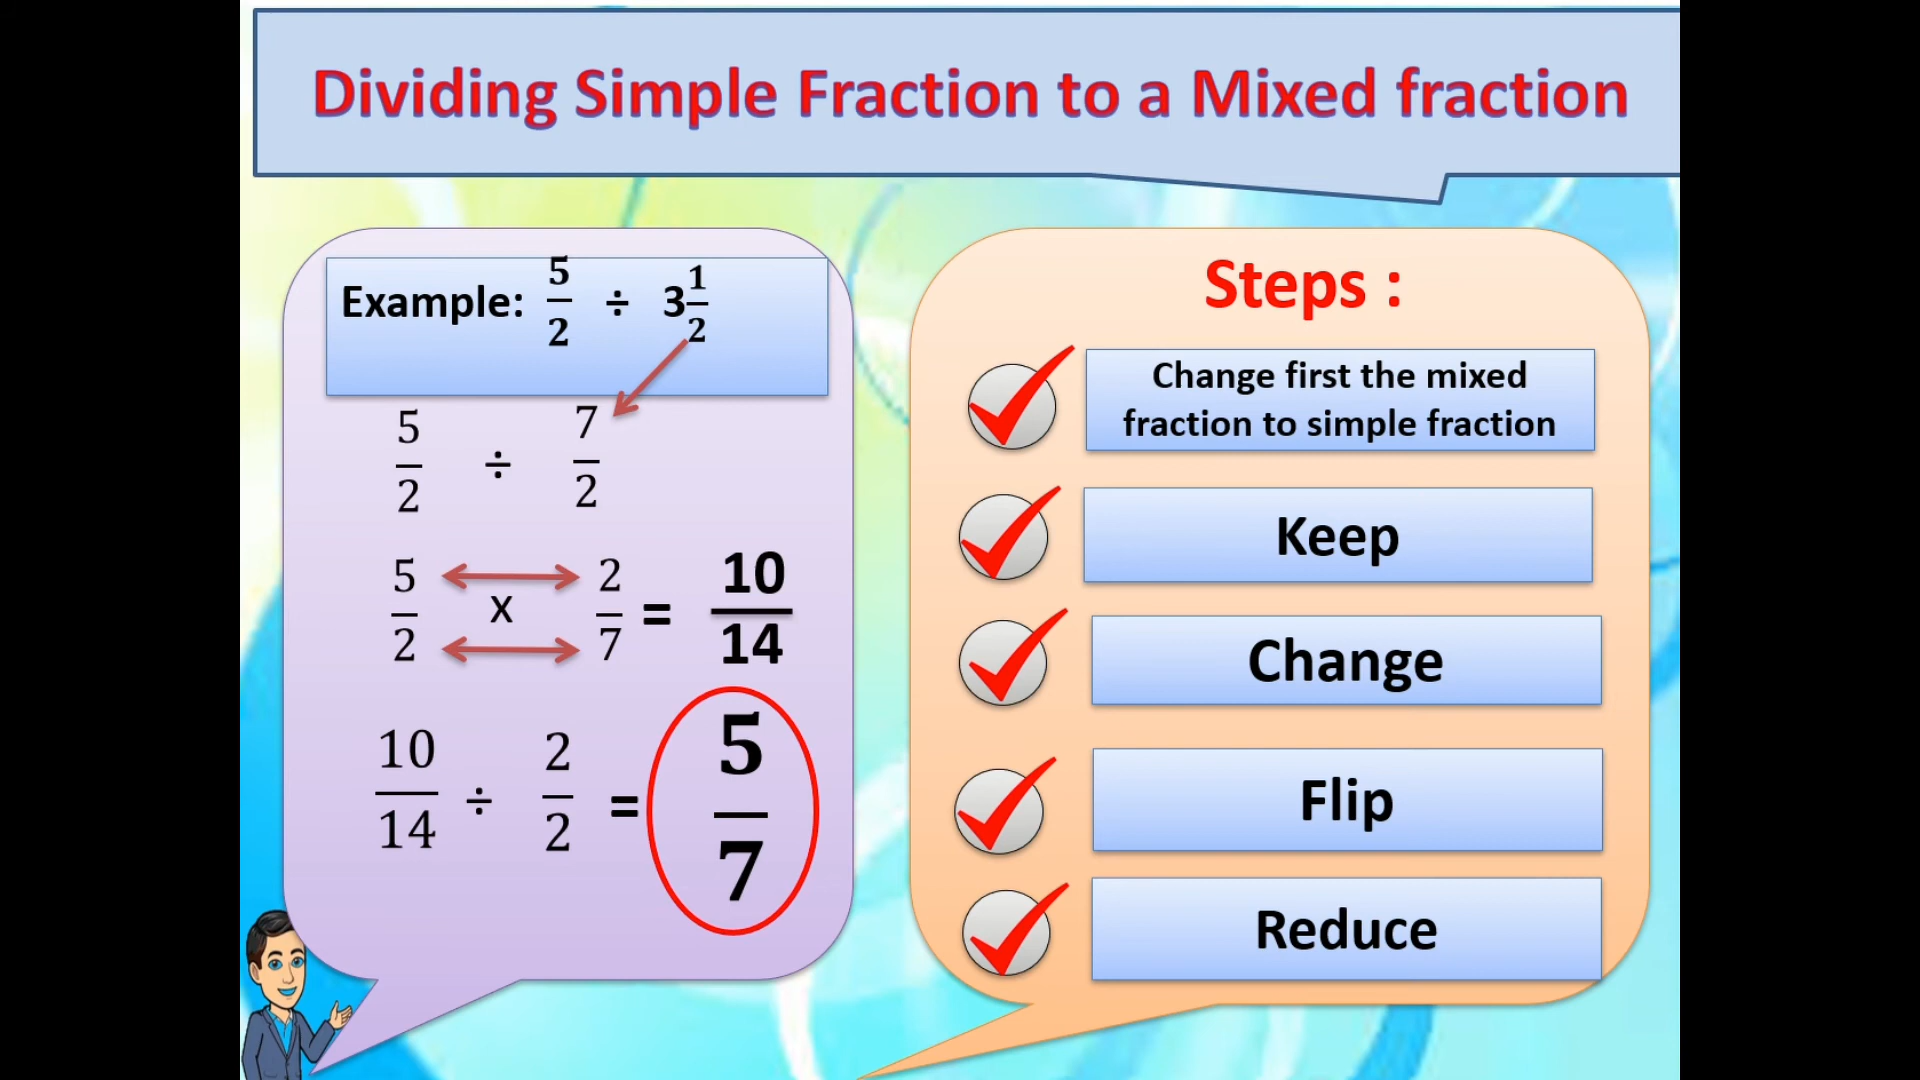 Dividing Simple Fraction to a Mixed fraction
Example: 5/2 ÷ 3 1/2
5/2 ÷ 7/2
5/2 x 2/7 = 10/14
10/14 ÷ 2/2 = 5/7
Steps :
Change first the mixed
fraction to simple fraction
Keep
Change
Flip
Reduce